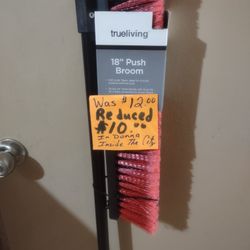 trueliving
18" Push
Broom
Was $12.00
Reduced
$10.00
In Donna
Inside The City